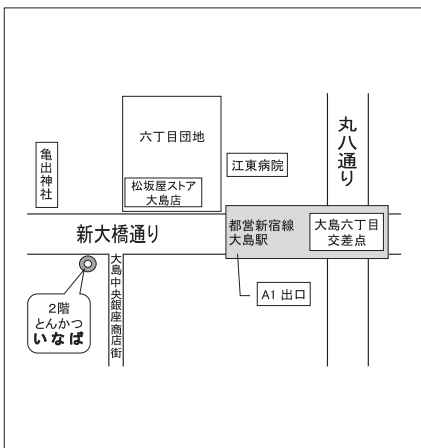 六丁目団地
丸八通り
亀出神社
江東病院
松坂屋ストア
大島店
新大橋通り
都営新宿線
大島駅
大島六丁目
交差点
大島中央銀座商店街
A1 出口
2階
とんかつ
いなば